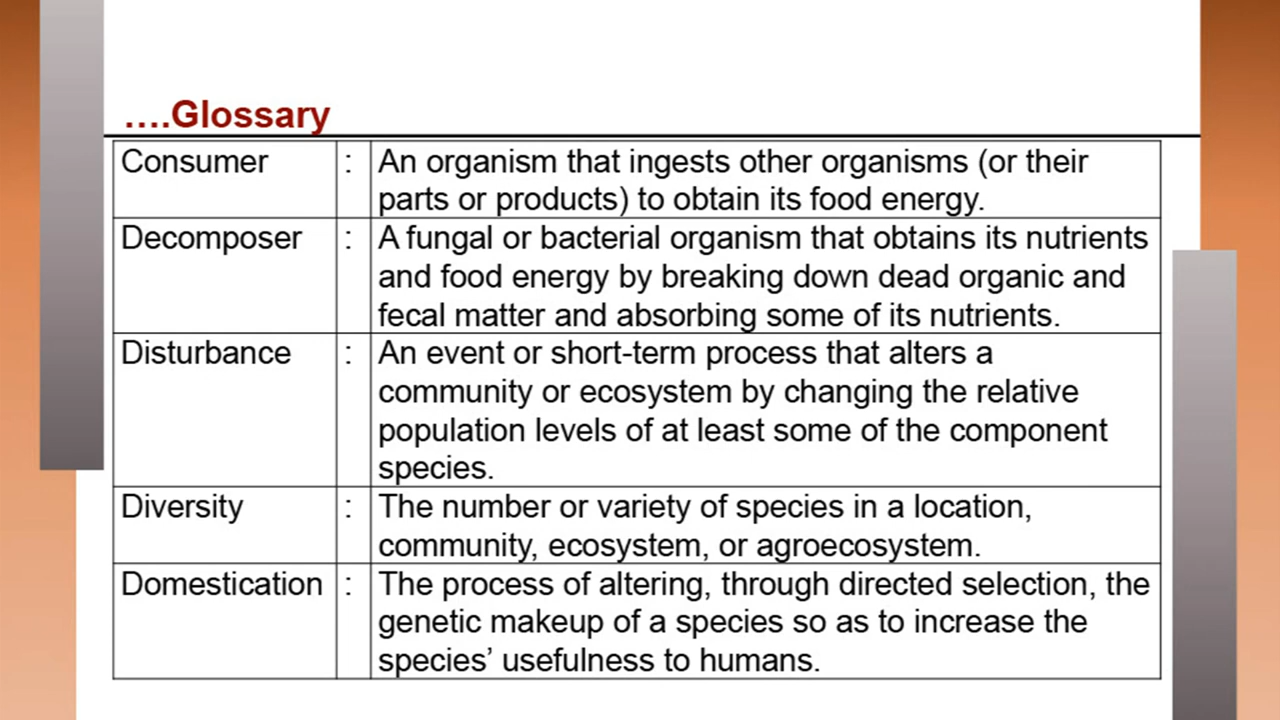 ....Glossary
Consumer : An organism that ingests other organisms (or their
parts or products) to obtain its food energy.
Decomposer : A fungal or bacterial organism that obtains its nutrients
and food energy by breaking down dead organic and
fecal matter and absorbing some of its nutrients.
Disturbance : An event or short-term process that alters a
community or ecosystem by changing the relative
population levels of at least some of the component
species.
Diversity : The number or variety of species in a location,
community, ecosystem, or agroecosystem.
Domestication : The process of altering, through directed selection, the
genetic makeup of a species so as to increase the
species’ usefulness to humans.